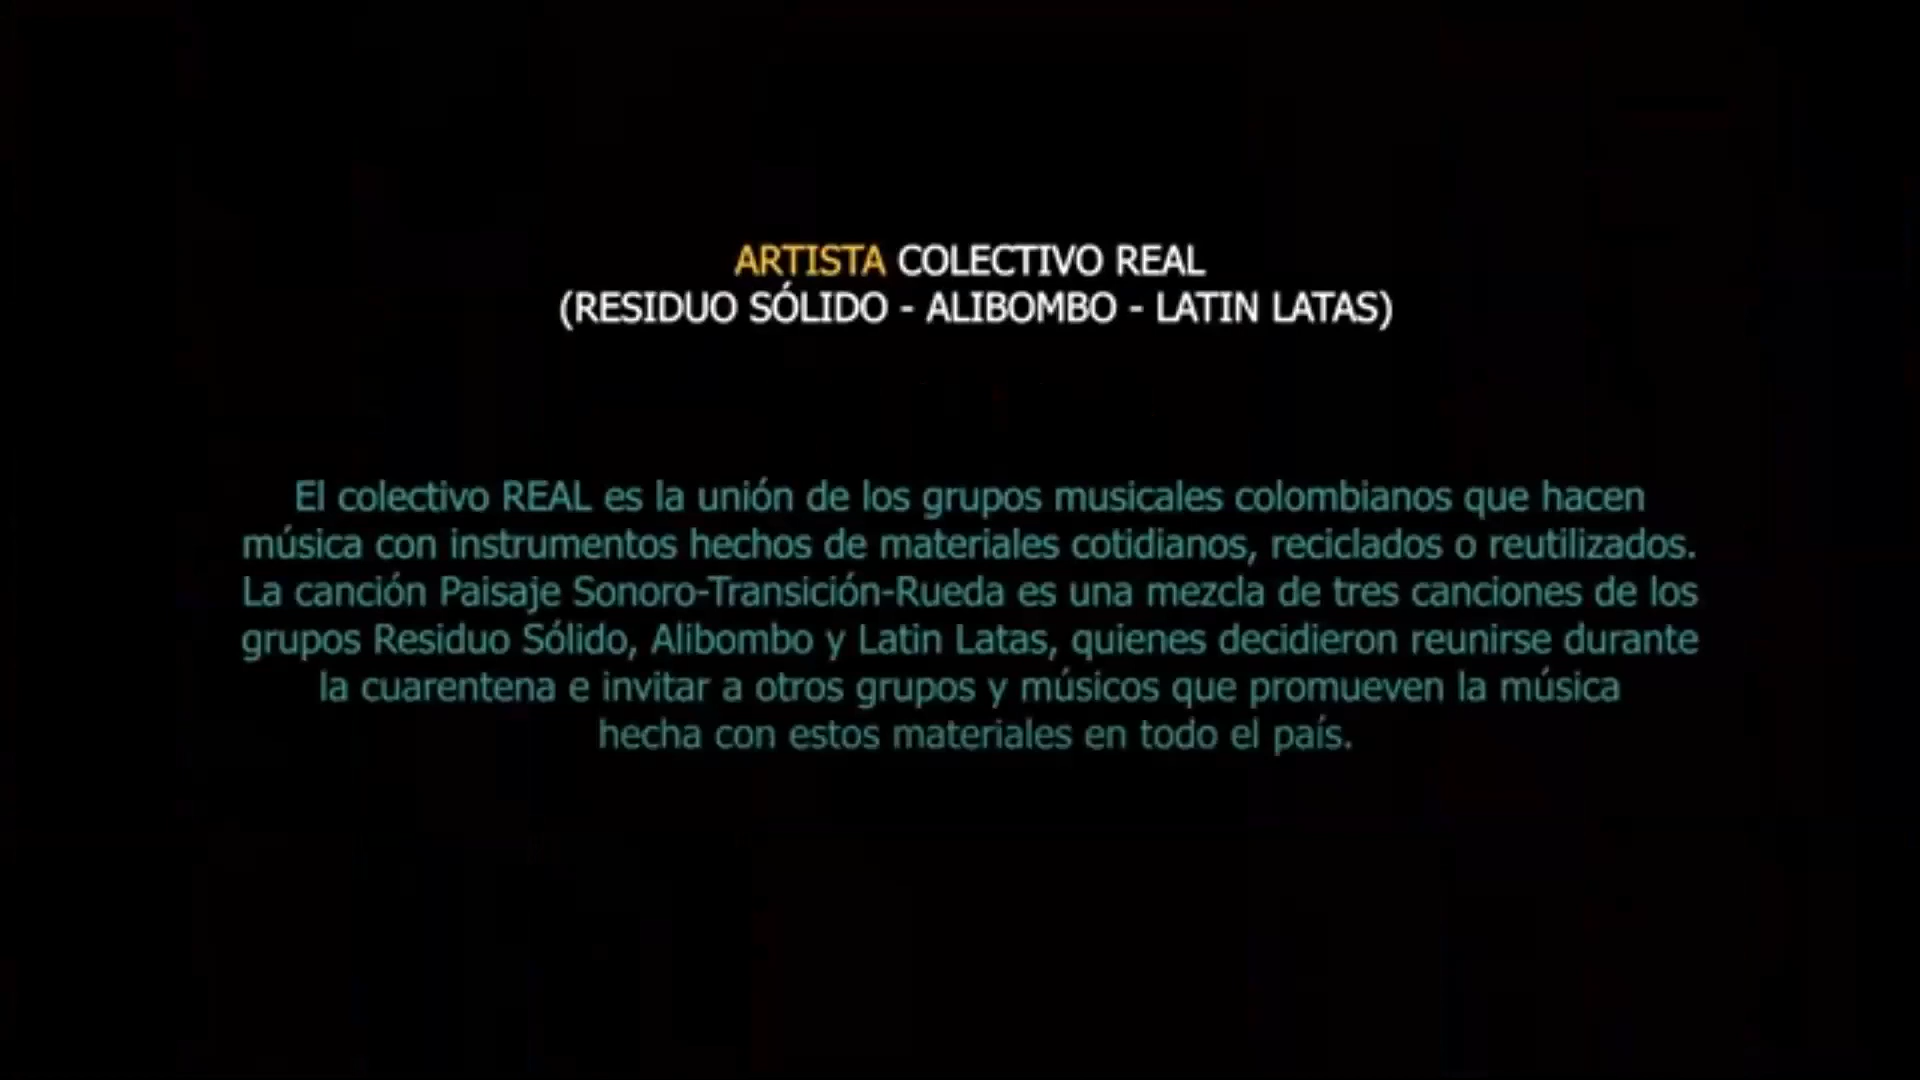 ARTISTA COLECTIVO REAL
(RESIDUO SÓLIDO - ALIBOMBO - LATIN LATAS)
El colectivo REAL es la unión de los grupos musicales colombianos que hacen
música con instrumentos hechos de materiales cotidianos, reciclados o reutilizados.
La canción Paisaje Sonoro-Transición-Rueda es una mezcla de tres canciones de los
grupos Residuo Sólido, Alibombo y Latin Latas, quienes decidieron reunirse durante
la cuarentena e invitar a otros grupos y músicos que promueven la música
hecha con estos materiales en todo el país.